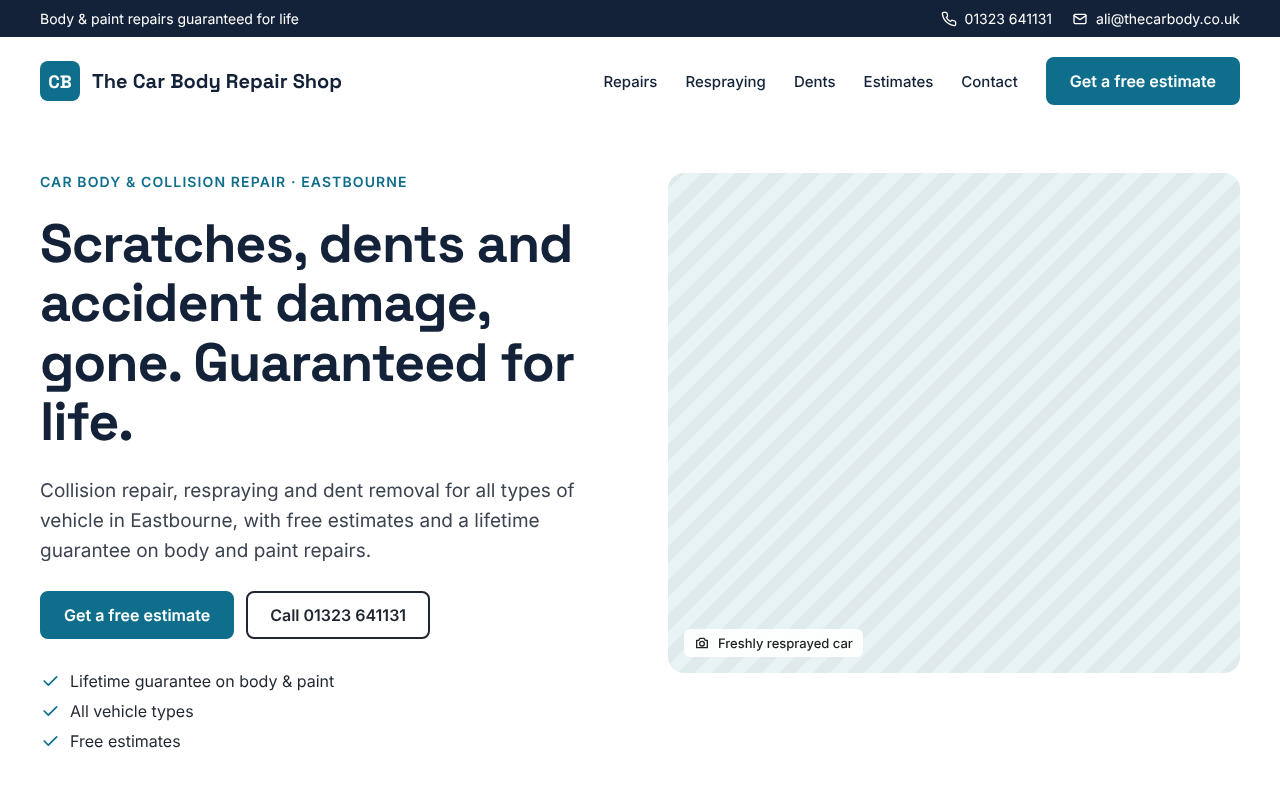 Body & paint repairs guaranteed for life
01323 641131
ali@thecarbody.co.uk
CB
The Car Body Repair Shop
Repairs
Respraying
Dents
Estimates
Contact
Get a free estimate
CAR BODY & COLLISION REPAIR · EASTBOURNE
Scratches, dents and
accident damage,
gone. Guaranteed for
life.
Collision repair, respraying and dent removal for all types of
vehicle in Eastbourne, with free estimates and a lifetime
guarantee on body and paint repairs.
Get a free estimate
Call 01323 641131
Lifetime guarantee on body & paint
All vehicle types
Free estimates
Freshly resprayed car